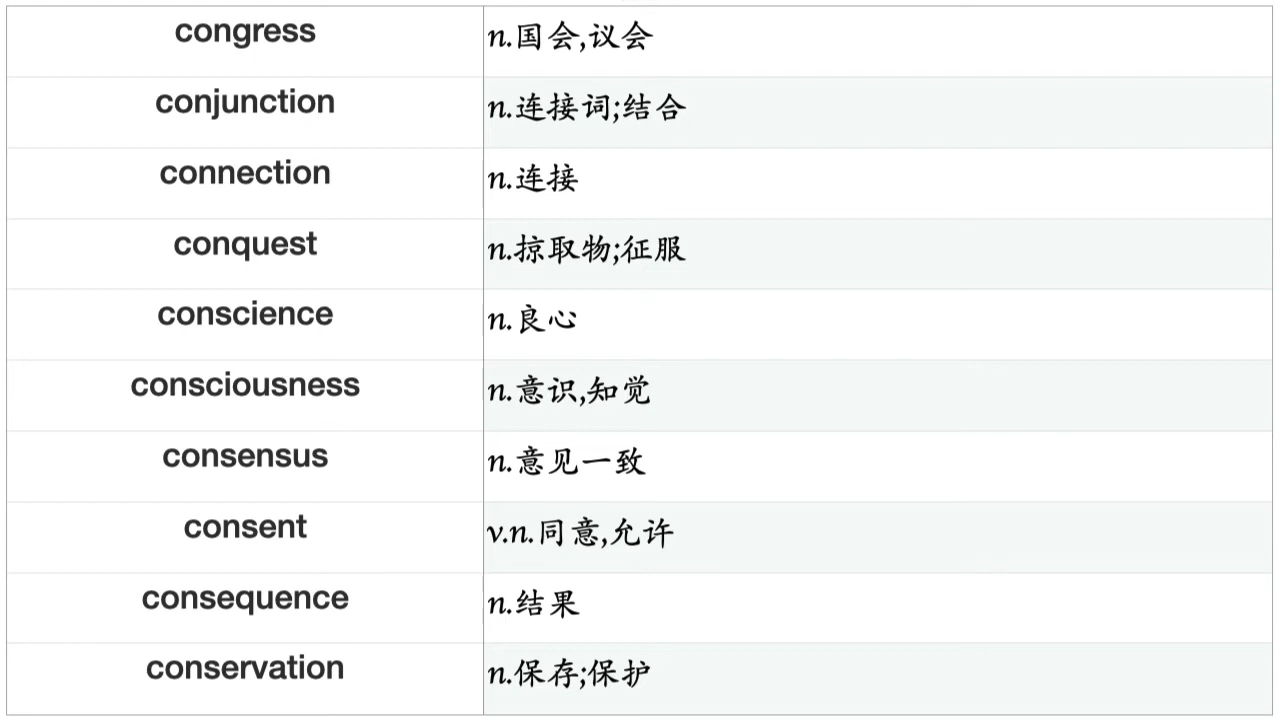 congress n.国会,议会
conjunction n.连接词;结合
connection n.连接
conquest n.掠取物;征服
conscience n.良心
consciousness n.意识,知觉
consensus n.意见一致
consent v.n.同意,允许
consequence n.结果
conservation n.保存;保护